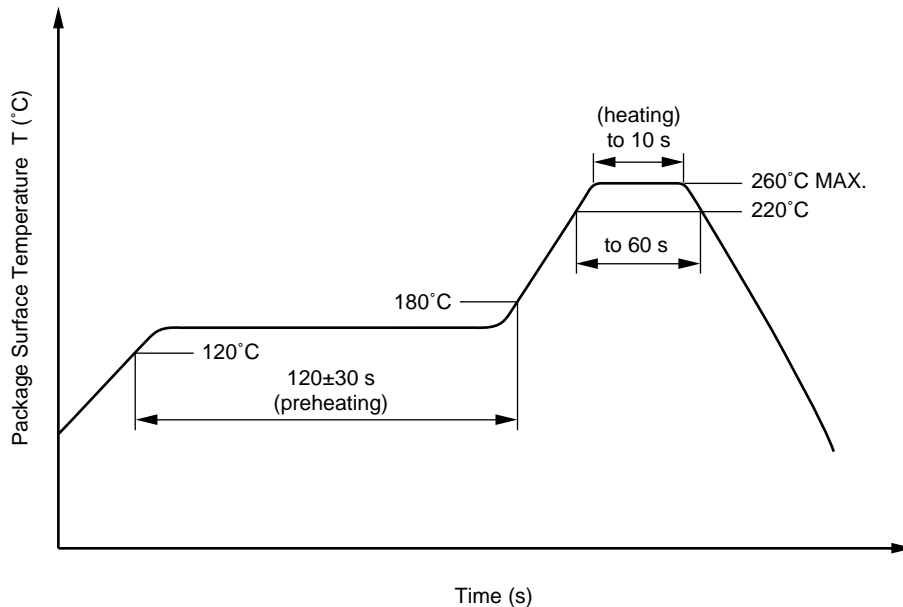 Package Surface Temperature T (˚C)
(heating)
to 10 s
260˚C MAX.
220˚C
to 60 s
180˚C
120˚C
120±30 s
(preheating)
Time (s)